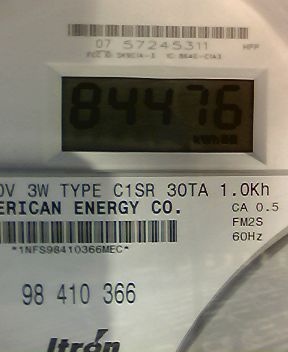 07 57245311
84476
0V 3W TYPE C1SR 30TA 1.0Kh
ERICAN ENERGY CO.
CA 0.5
FM2S
60Hz
*1NFS98410366MEC*
98 410 366
Itron